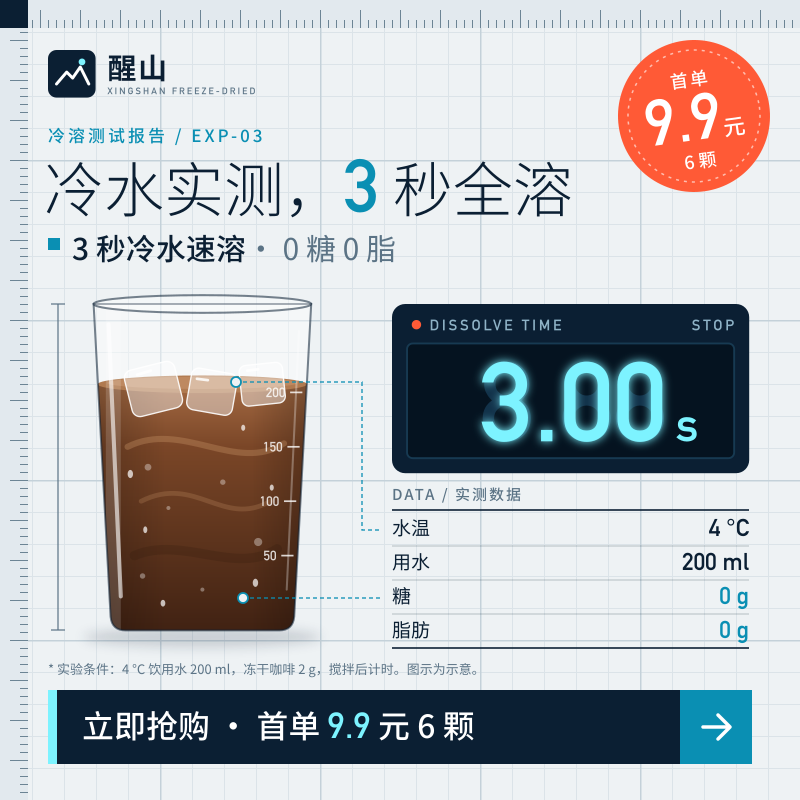 醒山
XINGSHAN FREEZE-DRIED
首单
9.9元
6 颗
冷溶测试报告 / EXP-03
冷水实测，3 秒全溶
3 秒冷水速溶 · 0 糖 0 脂
DISSOLVE TIME STOP
3.00 s
200
150
100
50
DATA / 实测数据
水温 4 °C
用水 200 ml
糖 0 g
脂肪 0 g
* 实验条件：4 °C 饮用水 200 ml，冻干咖啡 2 g，搅拌后计时。图示为示意。
立即抢购 · 首单 9.9 元 6 颗